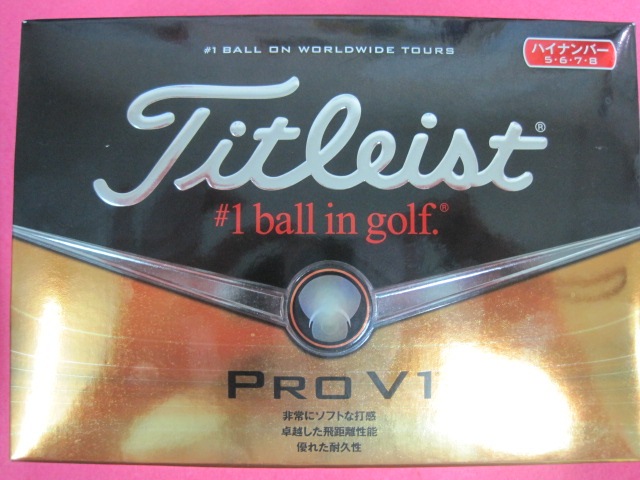 #1 BALL ON WORLDWIDE TOURS
ハイナンバー
5・6・7・8
Titleist®
#1 ball in golf.®
PRO V1
非常にソフトな打感
卓越した飛距離性能
優れた耐久性